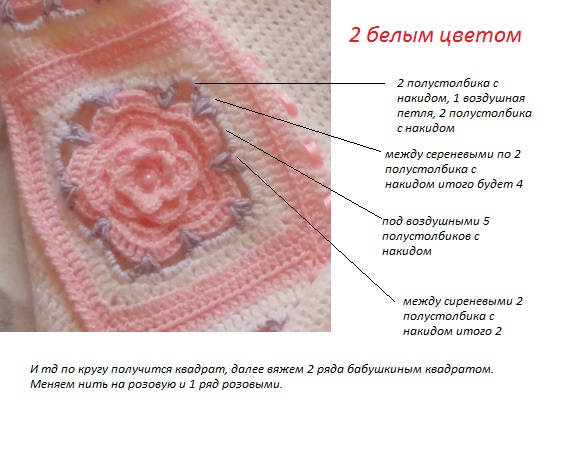 2 белым цветом
2 полустолбика с
накидом, 1 воздушная
петля, 2 полустолбика
с накидом
между сереневыми по 2
полустолбика с
накидом итого будет 4
под воздушными 5
полустолбиков с
накидом
между сиреневыми 2
полустолбика с
накидом итого 2
И тд по кругу получится квадрат, далее вяжем 2 ряда бабушкиным квадратом.
Меняем нить на розовую и 1 ряд розовыми.